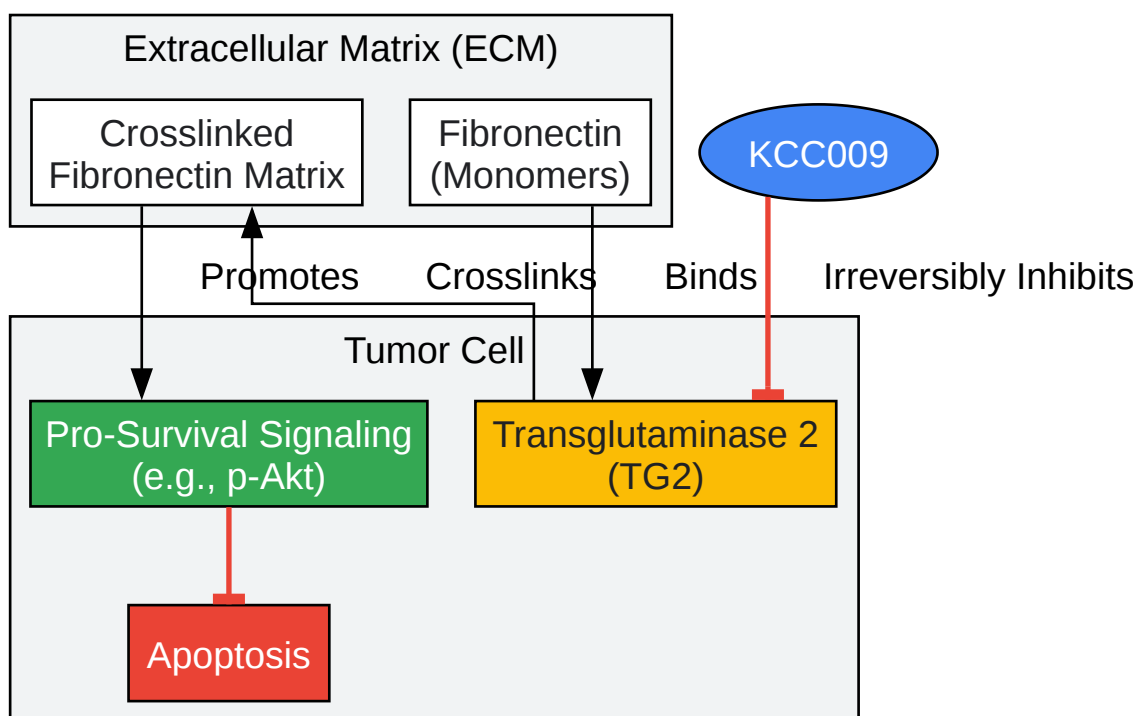 Extracellular Matrix (ECM)
Crosslinked
Fibronectin Matrix
Fibronectin
(Monomers)
KCC009
Promotes
Crosslinks
Binds
Irreversibly Inhibits
Tumor Cell
Pro-Survival Signaling
(e.g., p-Akt)
Transglutaminase 2
(TG2)
Apoptosis